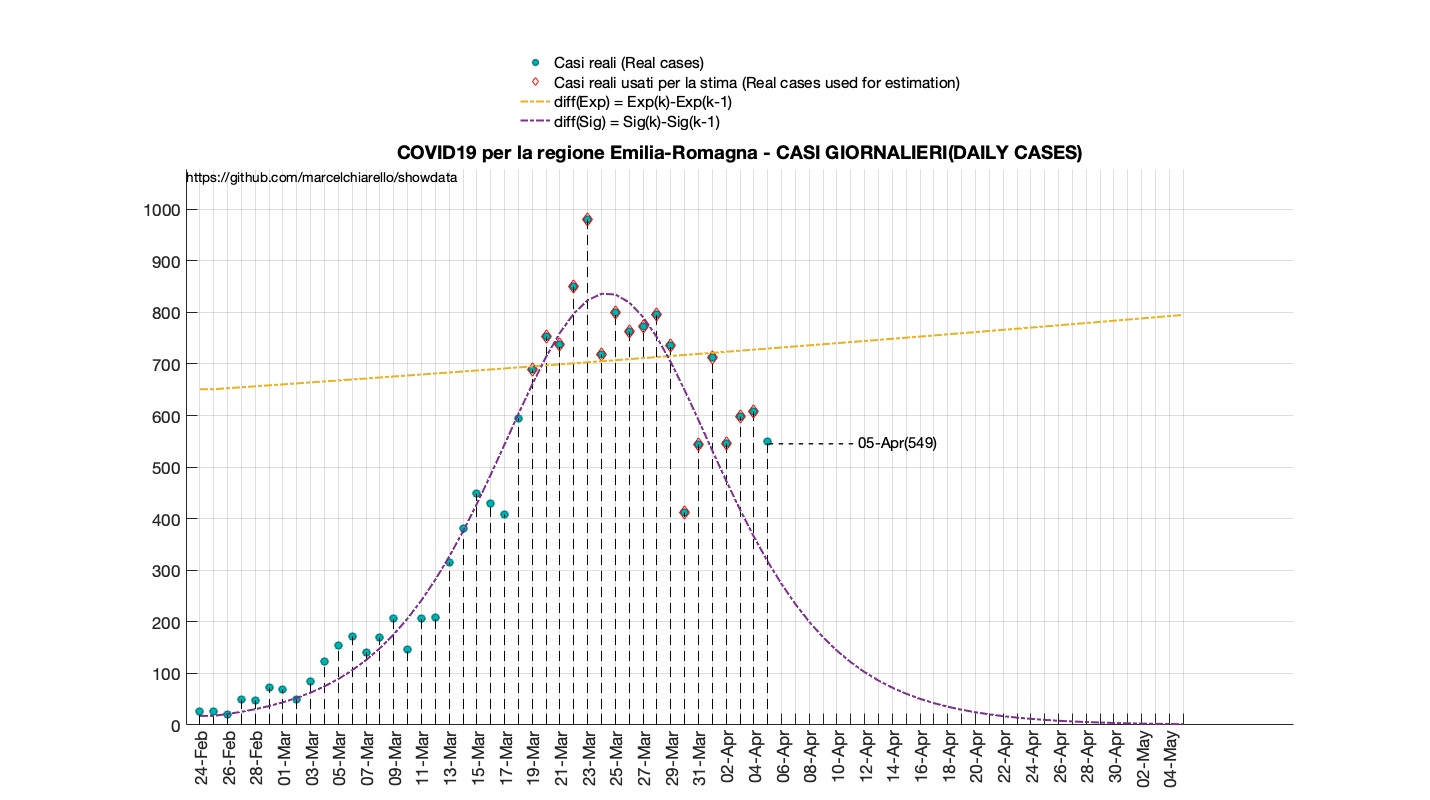 Casi reali (Real cases)
Casi reali usati per la stima (Real cases used for estimation)
diff(Exp) = Exp(k)-Exp(k-1)
diff(Sig) = Sig(k)-Sig(k-1)
COVID19 per la regione Emilia-Romagna - CASI GIORNALIERI(DAILY CASES)
https://github.com/marcelchiarello/showdata
1000
900
800
700
600
500
400
300
200
100
0
05-Apr(549)
24-Feb
26-Feb
28-Feb
01-Mar
03-Mar
05-Mar
07-Mar
09-Mar
11-Mar
13-Mar
15-Mar
17-Mar
19-Mar
21-Mar
23-Mar
25-Mar
27-Mar
29-Mar
31-Mar
02-Apr
04-Apr
06-Apr
08-Apr
10-Apr
12-Apr
14-Apr
16-Apr
18-Apr
20-Apr
22-Apr
24-Apr
26-Apr
28-Apr
30-Apr
02-May
04-May